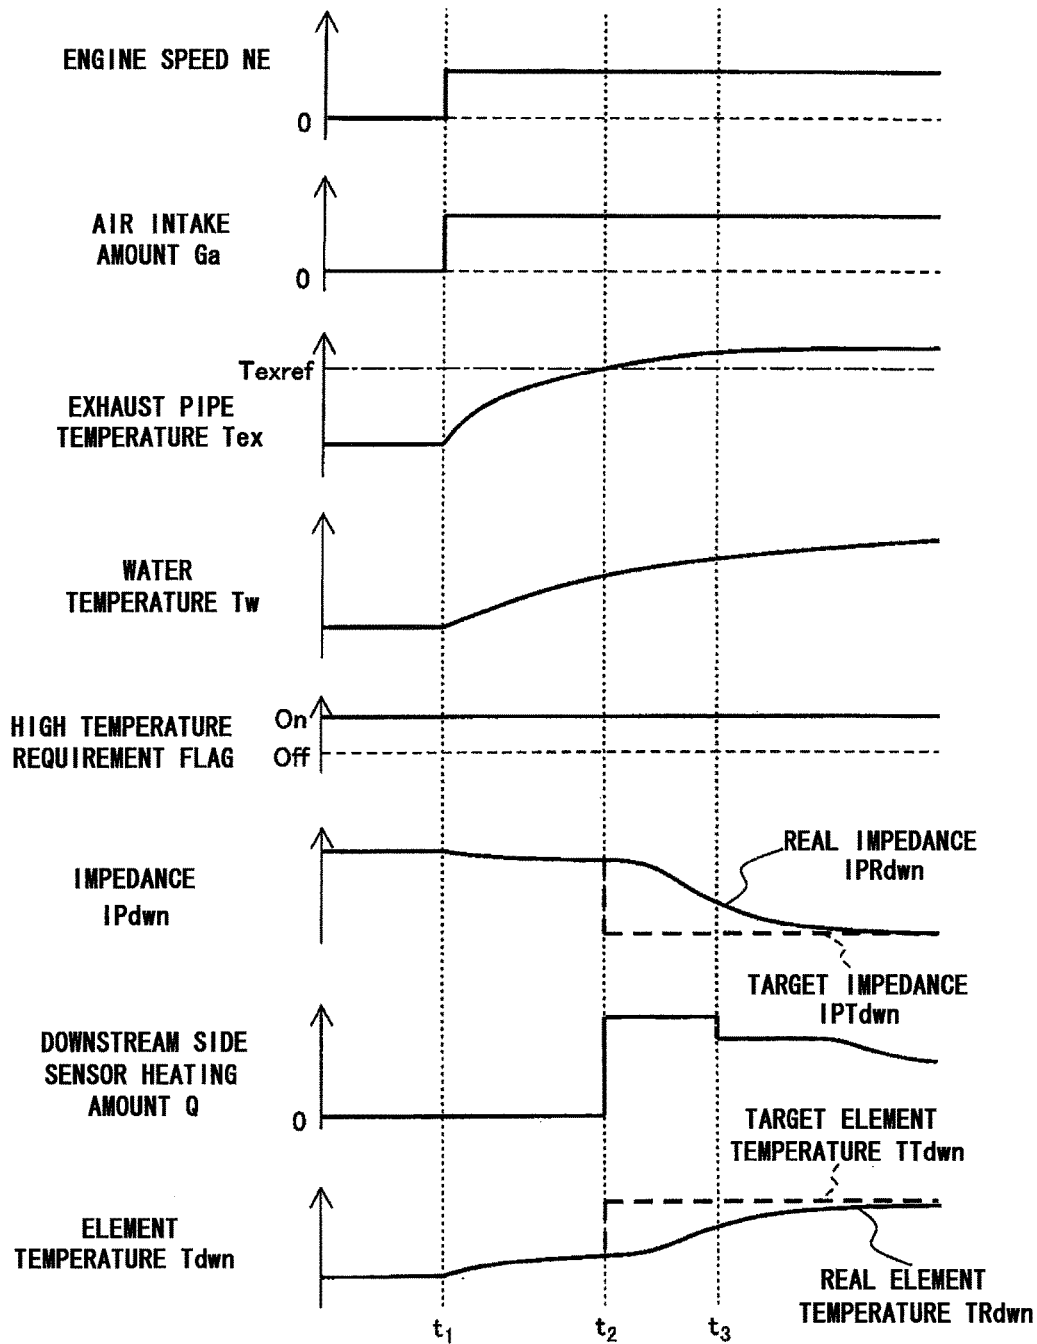 ENGINE SPEED NE
0
AIR INTAKE
AMOUNT Ga
0
Texref
EXHAUST PIPE
TEMPERATURE Tex
WATER
TEMPERATURE Tw
HIGH TEMPERATURE
REQUIREMENT FLAG
On
Off
IMPEDANCE
IPdwn
REAL IMPEDANCE
IPRdwn
TARGET IMPEDANCE
IPTdwn
DOWNSTREAM SIDE
SENSOR HEATING
AMOUNT Q
0
TARGET ELEMENT
TEMPERATURE TTdwn
ELEMENT
TEMPERATURE Tdwn
REAL ELEMENT
TEMPERATURE TRdwn
t1 t2 t3